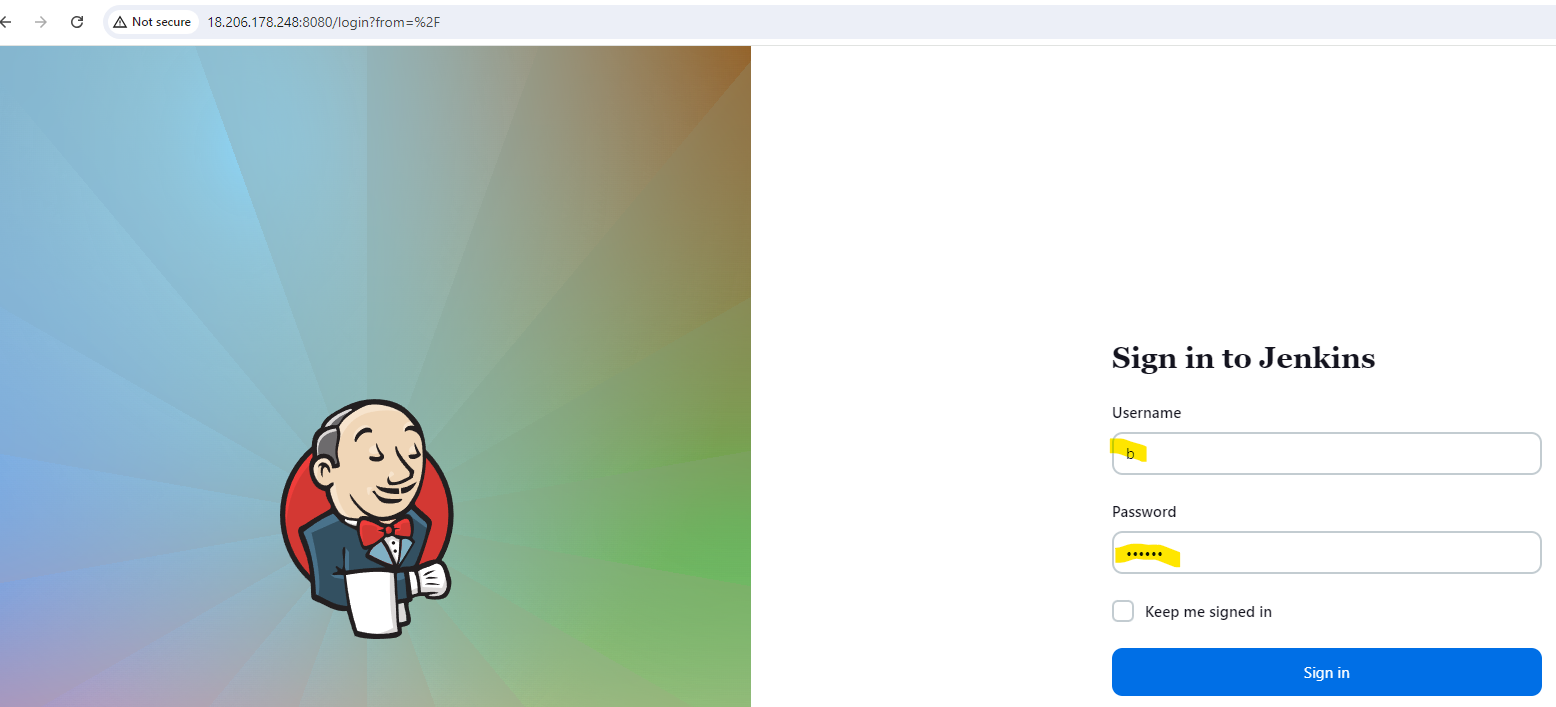 Not secure 18.206.178.248:8080/login?from=%2F
Sign in to Jenkins
Username
b
Password
••••••
Keep me signed in
Sign in